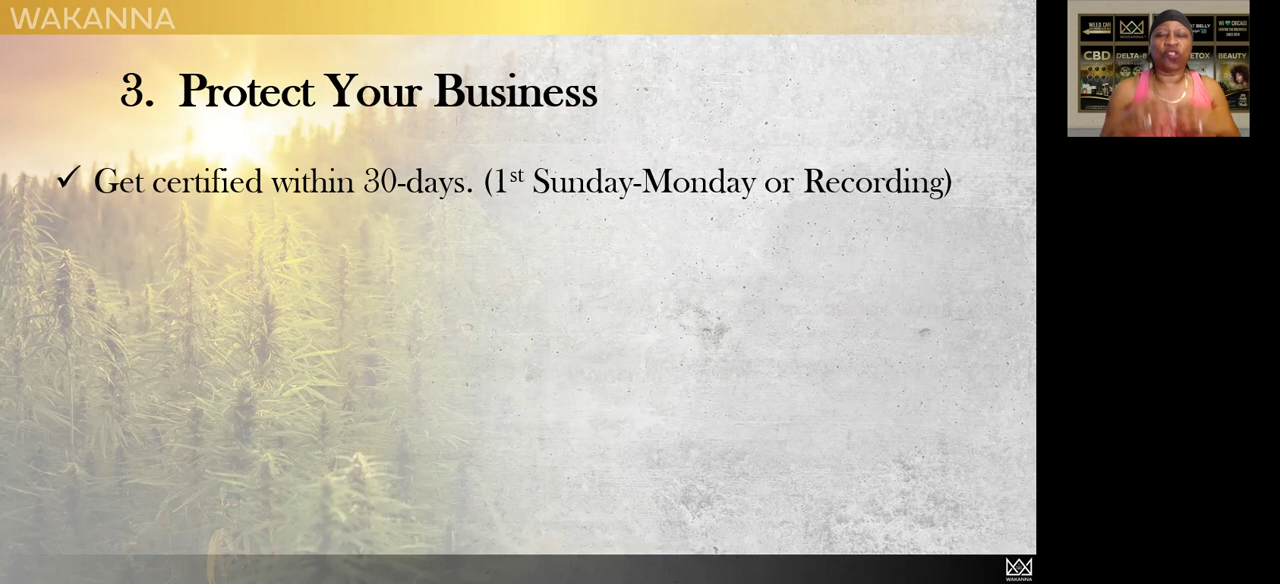 WAKANNA
3. Protect Your Business
✓ Get certified within 30-days. (1st Sunday-Monday or Recording)
WAKANNA
CBD
DELTA-8
BEAUTY